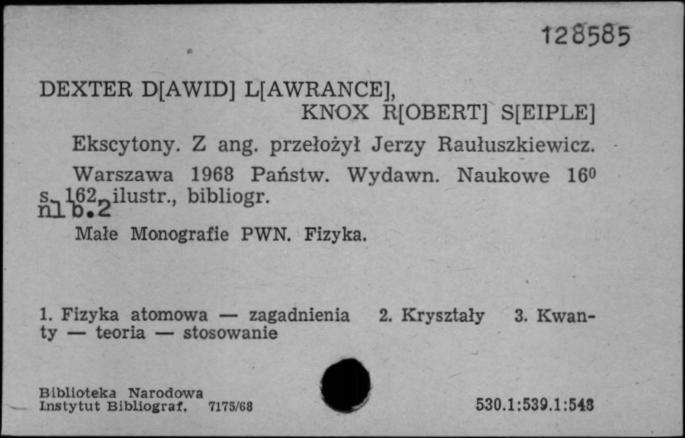 128585
DEXTER D[AWID] L[AWRANCE],
KNOX R[OBERT] S[EIPLE]
Ekscytony. Z ang. przełożył Jerzy Raułuszkiewicz.
Warszawa 1968 Państw. Wydawn. Naukowe 16⁰
s. 162, ilustr., bibliogr.
nl b.2
Małe Monografie PWN. Fizyka.
1. Fizyka atomowa — zagadnienia 2. Kryształy 3. Kwan-
ty — teoria — stosowanie
Biblioteka Narodowa
Instytut Bibliograf. 7175/68
530.1:539.1:548